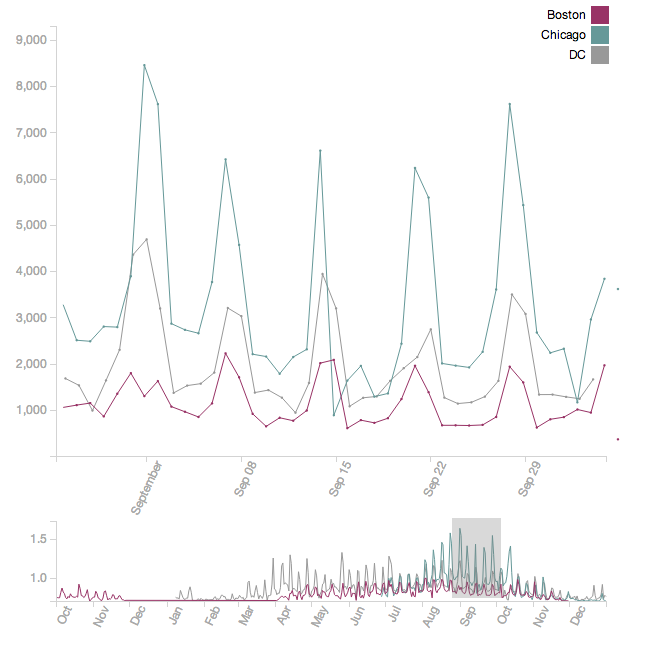 Boston
Chicago
DC
9,000
8,000
7,000
6,000
5,000
4,000
3,000
2,000
1,000
September
Sep 08
Sep 15
Sep 22
Sep 29
1.5
1.0
Oct
Nov
Dec
Jan
Feb
Mar
Apr
May
Jun
Jul
Aug
Sep
Oct
Nov
Dec